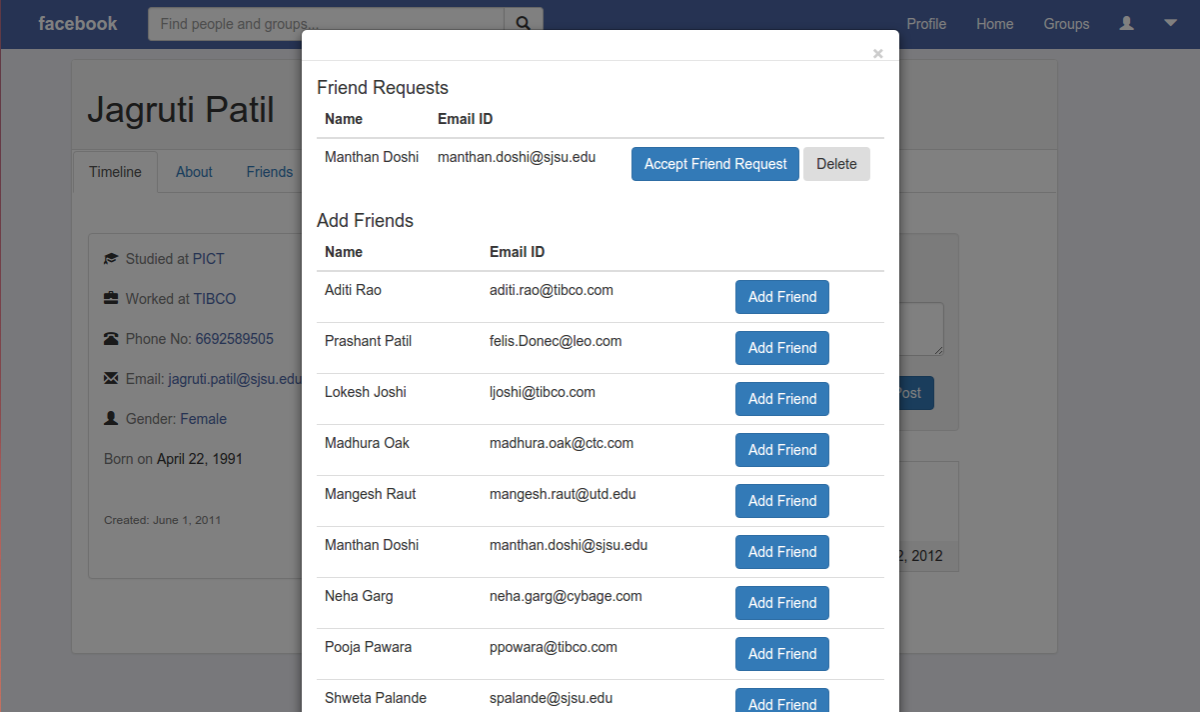 facebook
Find people and groups...
Profile Home Groups
×
Jagruti Patil
Timeline About Friends
Studied at PICT
Worked at TIBCO
Phone No: 6692589505
Email: jagruti.patil@sjsu.edu
Gender: Female
Born on April 22, 1991
Created: June 1, 2011
Friend Requests
Name Email ID
Manthan Doshi manthan.doshi@sjsu.edu Accept Friend Request Delete
Add Friends
Name Email ID
Aditi Rao aditi.rao@tibco.com Add Friend
Prashant Patil felis.Donec@leo.com Add Friend
Lokesh Joshi ljoshi@tibco.com Add Friend
Madhura Oak madhura.oak@ctc.com Add Friend
Mangesh Raut mangesh.raut@utd.edu Add Friend
Manthan Doshi manthan.doshi@sjsu.edu Add Friend
Neha Garg neha.garg@cybage.com Add Friend
Pooja Pawara ppowara@tibco.com Add Friend
Shweta Palande spalande@sjsu.edu Add Friend
Post
2, 2012